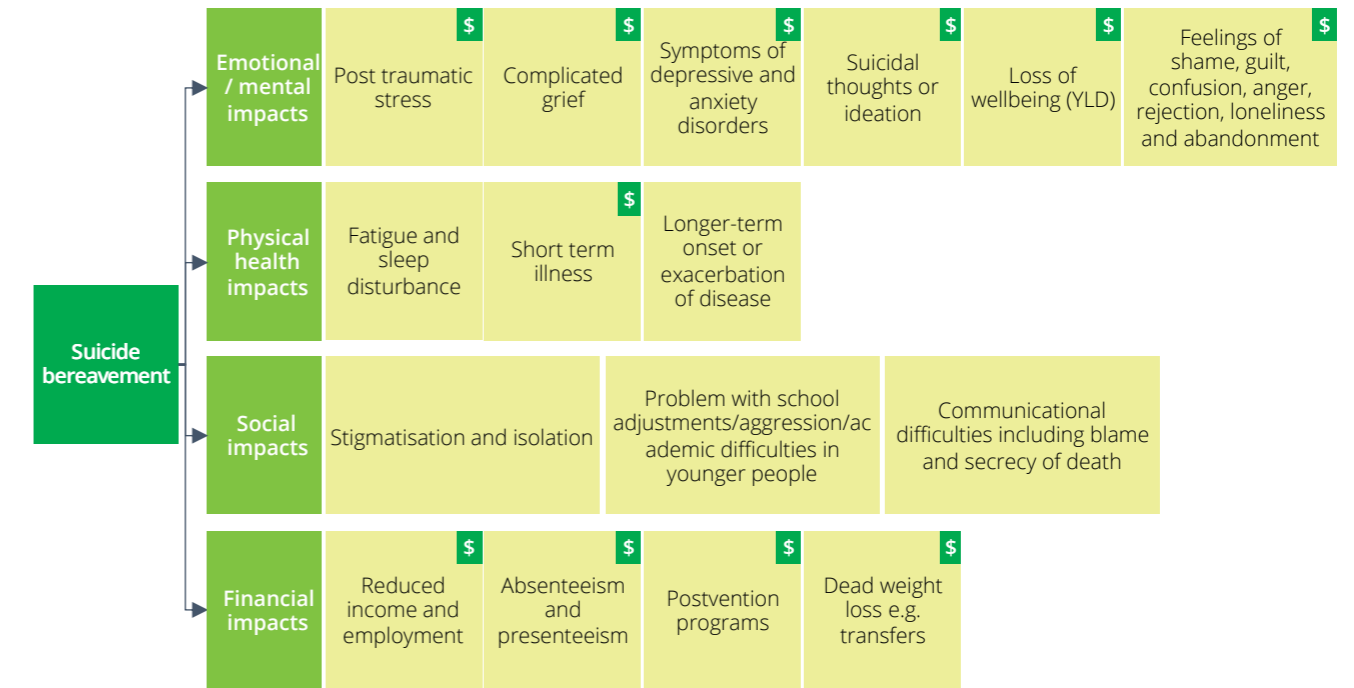 Emotional
/ mental
impacts
$
Post traumatic
stress
$
Complicated
grief
$
Symptoms of
depressive and
anxiety
disorders
$
Suicidal
thoughts or
ideation
$
Loss of
wellbeing (YLD)
$
Feelings of
shame, guilt,
confusion, anger,
rejection, loneliness
and abandonment
Physical
health
impacts
Fatigue and
sleep
disturbance
$
Short term
illness
Longer-term
onset or
exacerbation
of disease
Suicide
bereavement
Social
impacts
Stigmatisation and isolation
Problem with school
adjustments/aggression/ac
ademic difficulties in
younger people
Communicational
difficulties including blame
and secrecy of death
Financial
impacts
$
Reduced
income and
employment
$
Absenteeism
and
presenteeism
$
Postvention
programs
$
Dead weight
loss e.g.
transfers